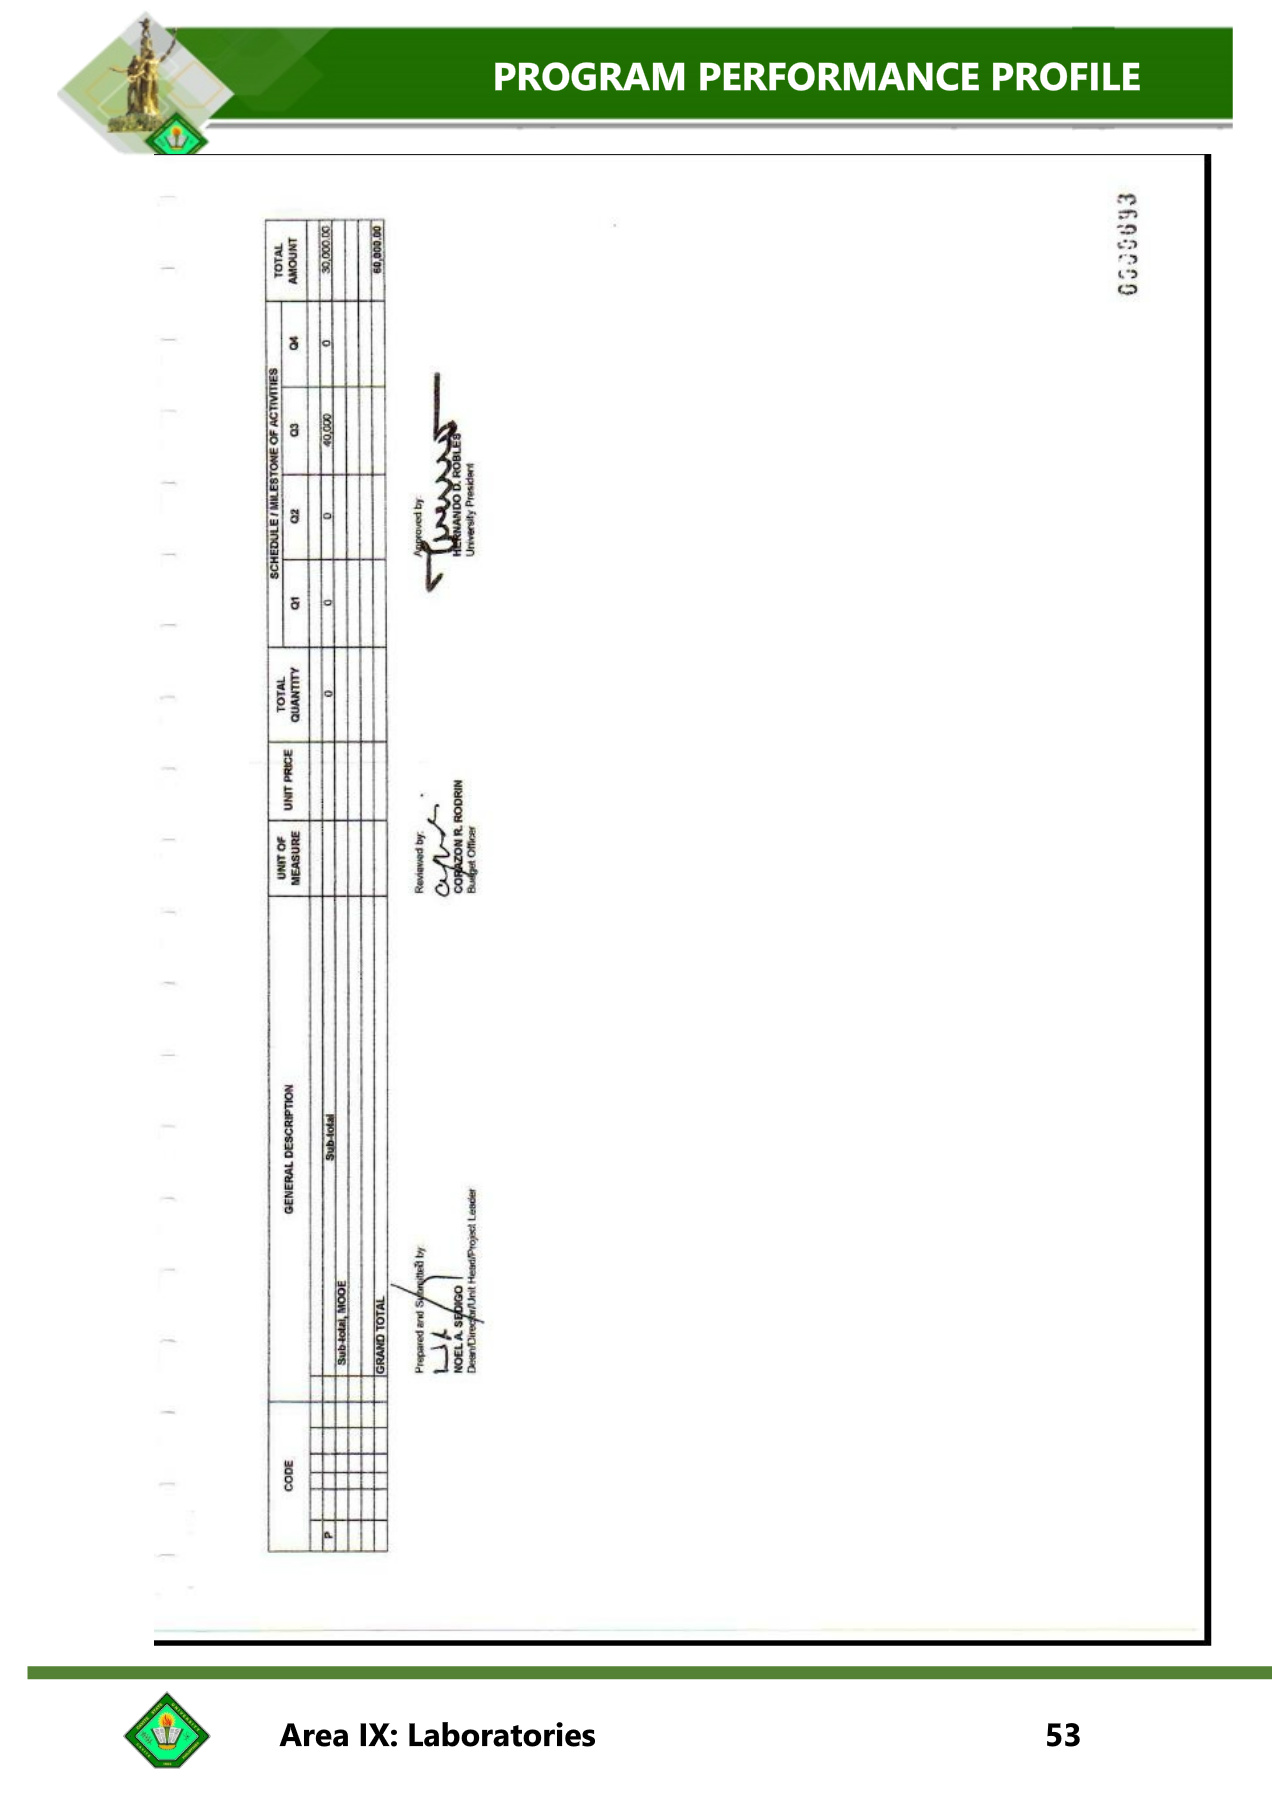 PROGRAM PERFORMANCE PROFILE
0000693
CODE GENERAL DESCRIPTION UNIT OF MEASURE UNIT PRICE TOTAL QUANTITY SCHEDULE / MILESTONE OF ACTIVITIES TOTAL AMOUNT
Q1 Q2 Q3 Q4
P Sub-total 0 0 0 40,000 0 30,000.00
Sub-total, MODE
GRAND TOTAL 60,000.00
Prepared and Submitted by: Reviewed by: Approved by:
NOEL A. SEDIGO CORAZON R. RODRIN HERNANDO D. ROBLES
Dean/Director/Unit Head/Project Leader Budget Officer University President
Area IX: Laboratories 53